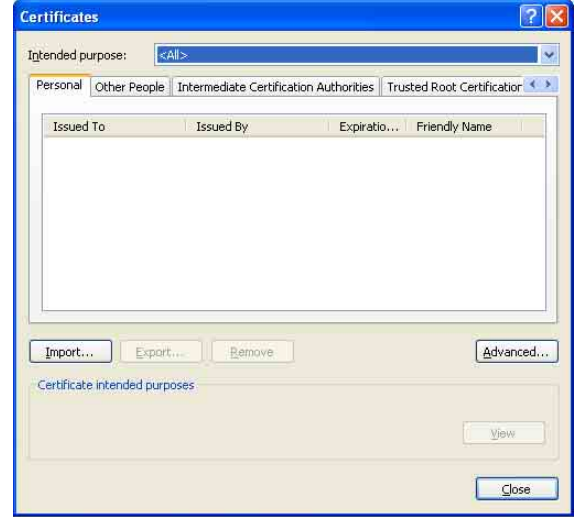 Certificates
Intended purpose: <All>
Personal Other People Intermediate Certification Authorities Trusted Root Certification
Issued To Issued By Expiratio... Friendly Name
Import... Export... Remove Advanced...
Certificate intended purposes
View
Close